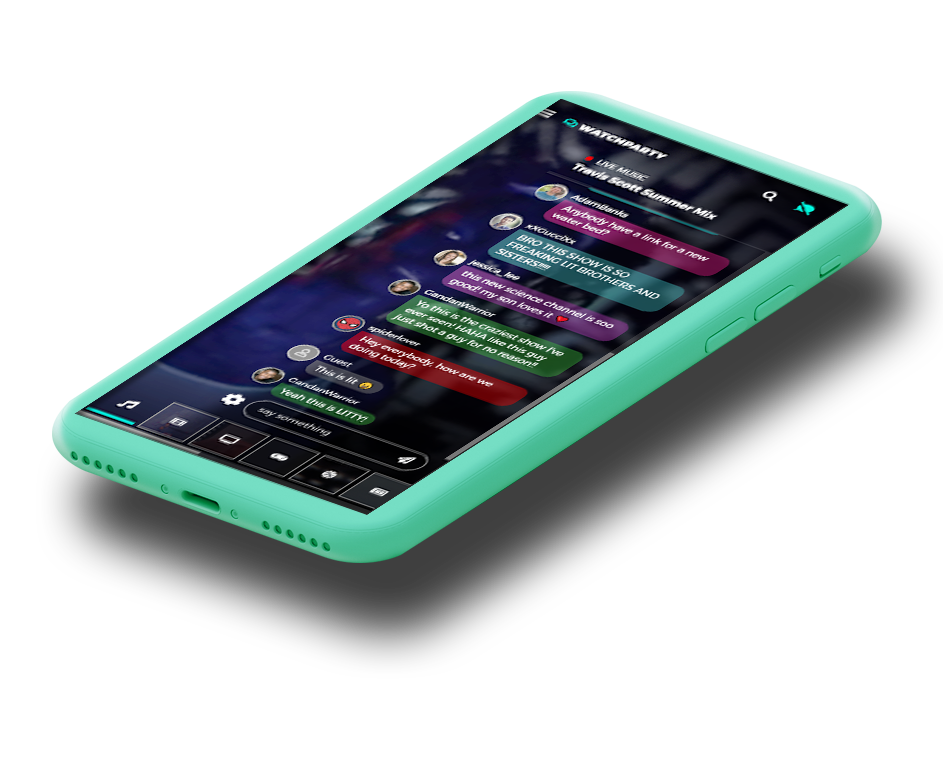 WATCHPARTY
LIVE MUSIC
Travis Scott Summer Mix
Adamilanka
Anybody have a link for a new
water bed?
xXGucciXx
BRO THIS SHOW IS SO
FREAKING LIT BROTHERS AND
SISTERS!!!!!
jessica_lee
this new science channel is soo
good! my son loves it ❤️
GandanWarrior
Yo this is the craziest show I've
ever seen! HAHA like this guy
just shot a guy for no reason!!
spiderlover
Hey everybody, how are we
doing today?
Guest
This is lit 😂
GandanWarrior
Yeah this is LITTY!
say something